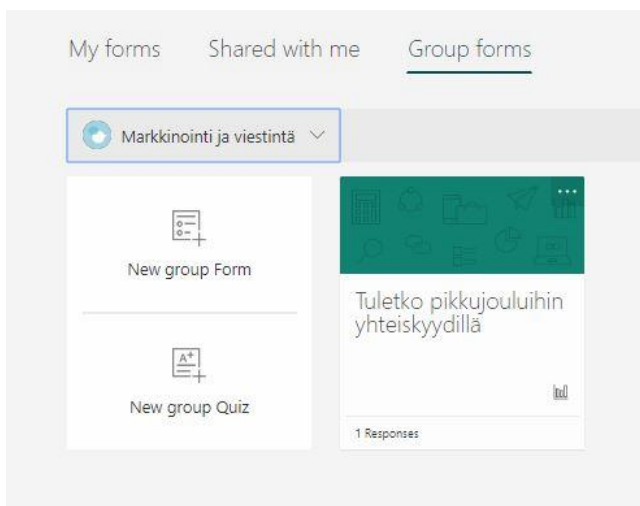 My forms Shared with me Group forms
Markkinointi ja viestintä
New group Form
Tuletko pikkujouluihin
yhteiskyydillä
New group Quiz
1 Responses